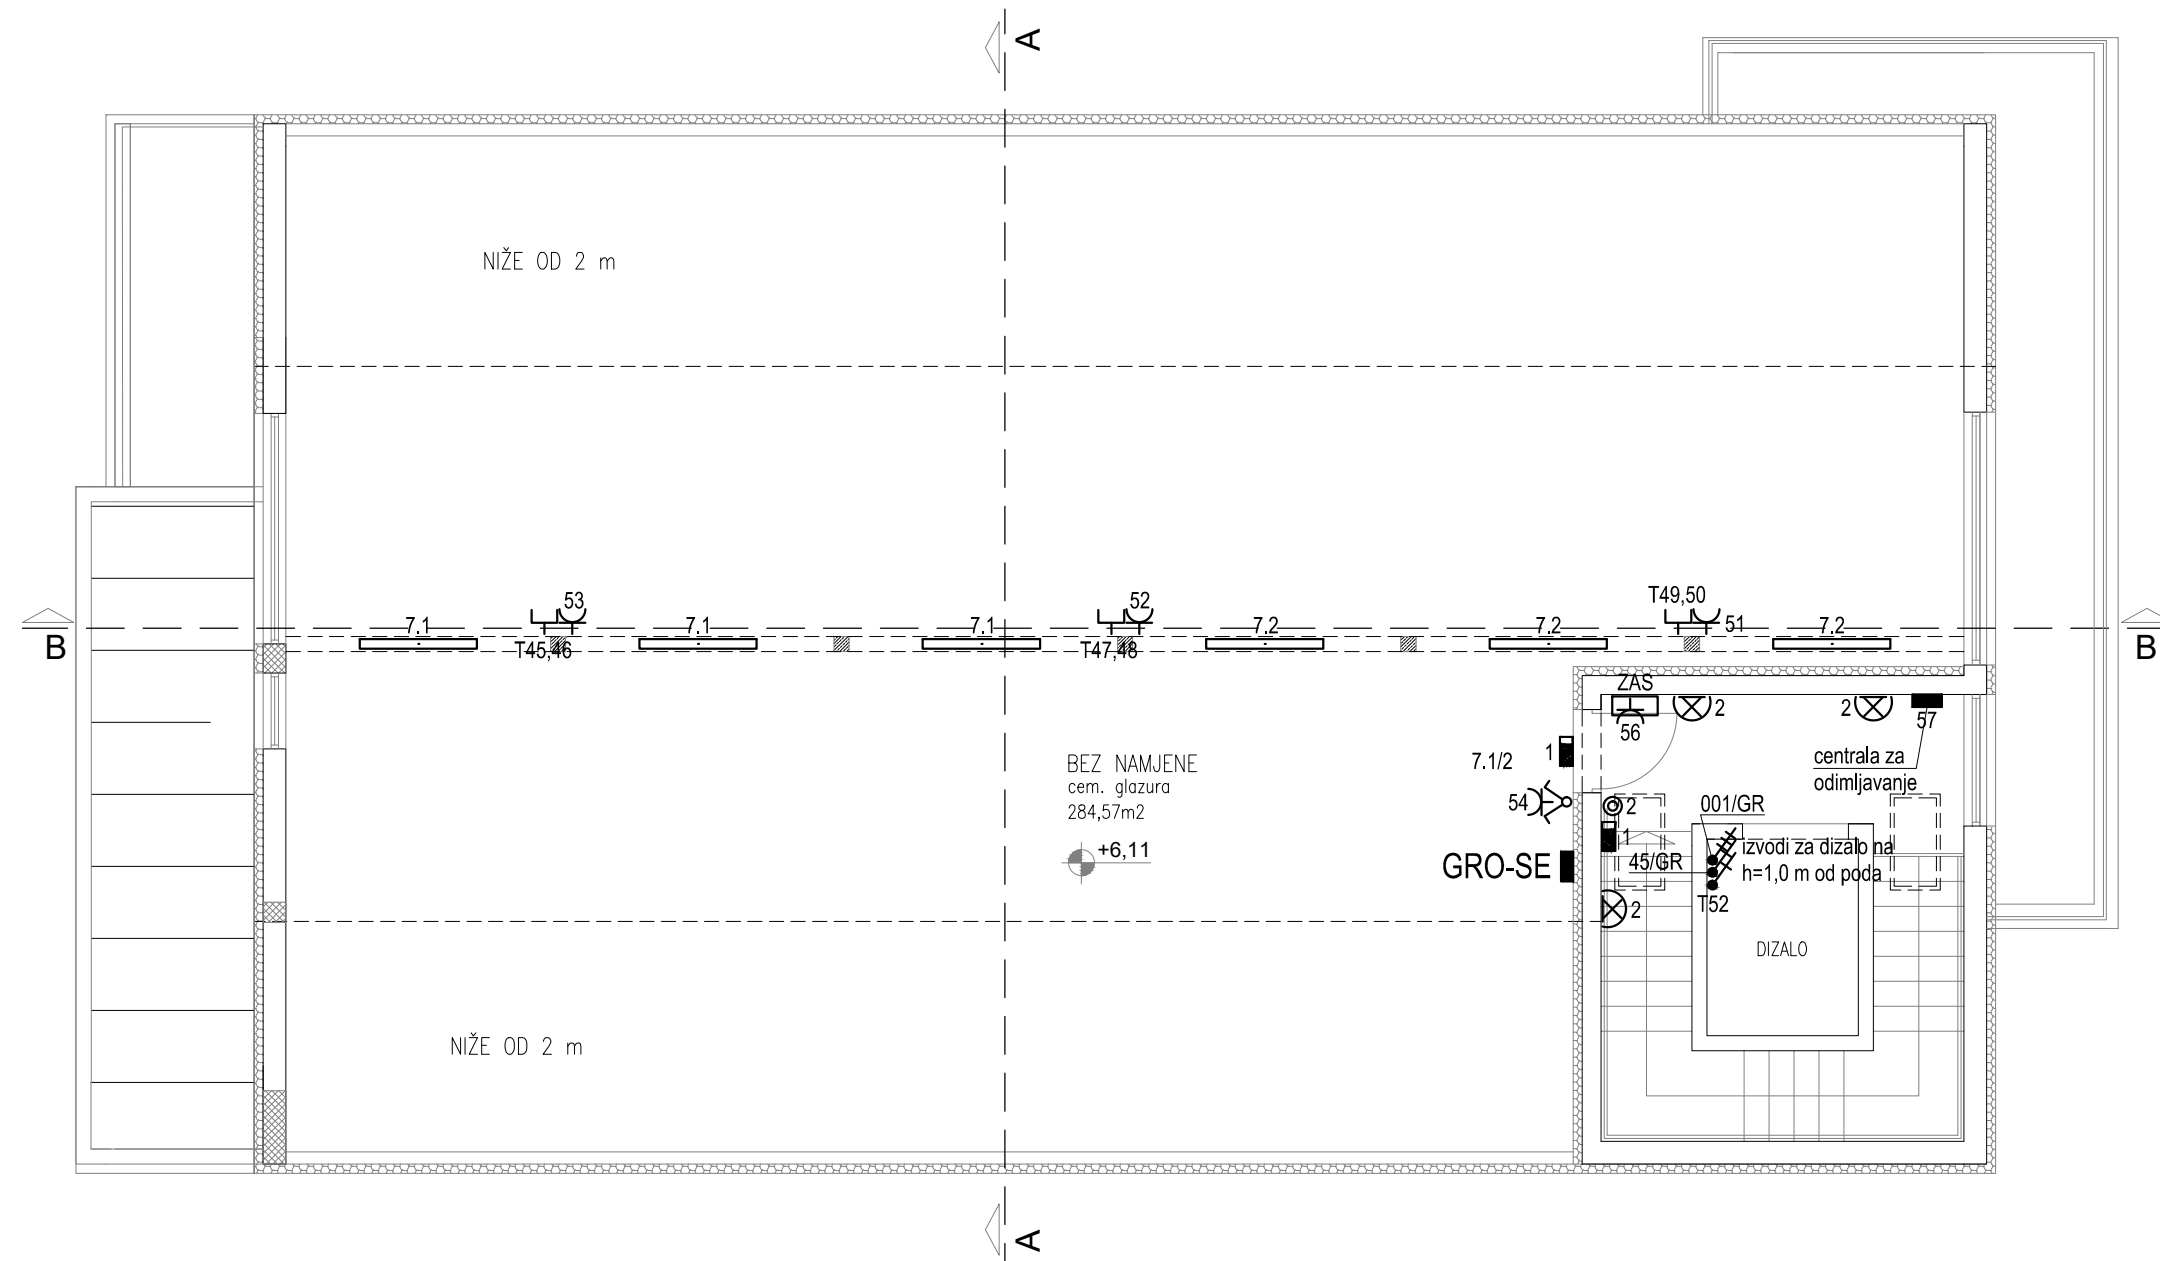 A
NIŽE OD 2 m
53
52
T49,50
7.1
7.1
7.1
7.2
7.2
51
7.2
B
B
T45,46
T47,48
ZAS
2
2
56
57
1
7.1/2
BEZ NAMJENE
cem. glazura
284,57m2
centrala za
odimljavanje
54
2
001/GR
1
izvodi za dizalo na
h=1,0 m od poda
+6,11
GRO-SE
45/GR
T52
2
DIZALO
NIŽE OD 2 m
A